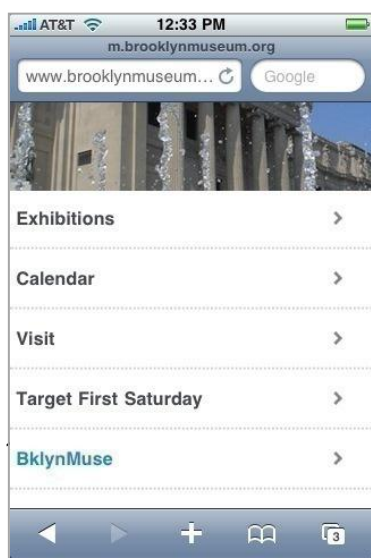 AT&T 12:33 PM
m.brooklynmuseum.org
www.brooklynmuseum... Google
Exhibitions
Calendar
Visit
Target First Saturday
BklynMuse
3